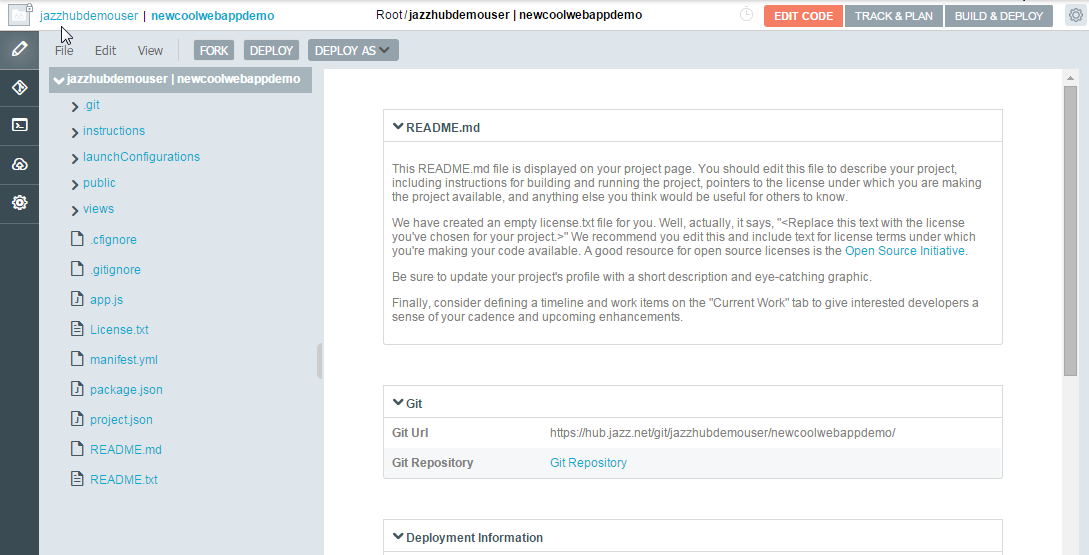 jazzhubdemouser | newcoolwebappdemo
Root / jazzhubdemouser | newcoolwebappdemo
EDIT CODE
TRACK & PLAN
BUILD & DEPLOY
File
Edit
View
FORK
DEPLOY
DEPLOY AS
jazzhubdemouser | newcoolwebappdemo
.git
instructions
launchConfigurations
public
views
.cfignore
.gitignore
app.js
License.txt
manifest.yml
package.json
project.json
README.md
README.txt
README.md
This README.md file is displayed on your project page. You should edit this file to describe your project,
including instructions for building and running the project, pointers to the license under which you are making
the project available, and anything else you think would be useful for others to know.
We have created an empty license.txt file for you. Well, actually, it says, "<Replace this text with the license
you've chosen for your project.>" We recommend you edit this and include text for license terms under which
you're making your code available. A good resource for open source licenses is the Open Source Initiative.
Be sure to update your project's profile with a short description and eye-catching graphic.
Finally, consider defining a timeline and work items on the "Current Work" tab to give interested developers a
sense of your cadence and upcoming enhancements.
Git
Git Url https://hub.jazz.net/git/jazzhubdemouser/newcoolwebappdemo/
Git Repository Git Repository
Deployment Information